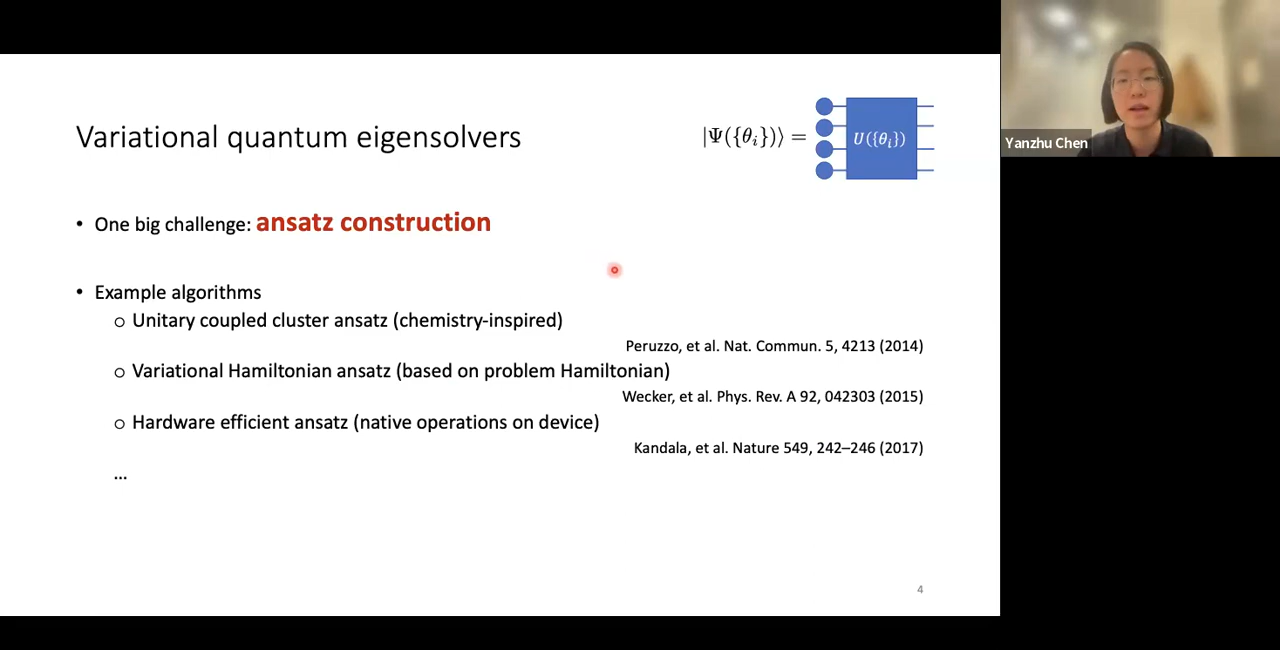 Variational quantum eigensolvers
|Ψ({θᵢ})⟩ =
U({θᵢ})
• One big challenge: ansatz construction
• Example algorithms
o Unitary coupled cluster ansatz (chemistry-inspired)
Peruzzo, et al. Nat. Commun. 5, 4213 (2014)
o Variational Hamiltonian ansatz (based on problem Hamiltonian)
Wecker, et al. Phys. Rev. A 92, 042303 (2015)
o Hardware efficient ansatz (native operations on device)
Kandala, et al. Nature 549, 242–246 (2017)
...
4
Yanzhu Chen